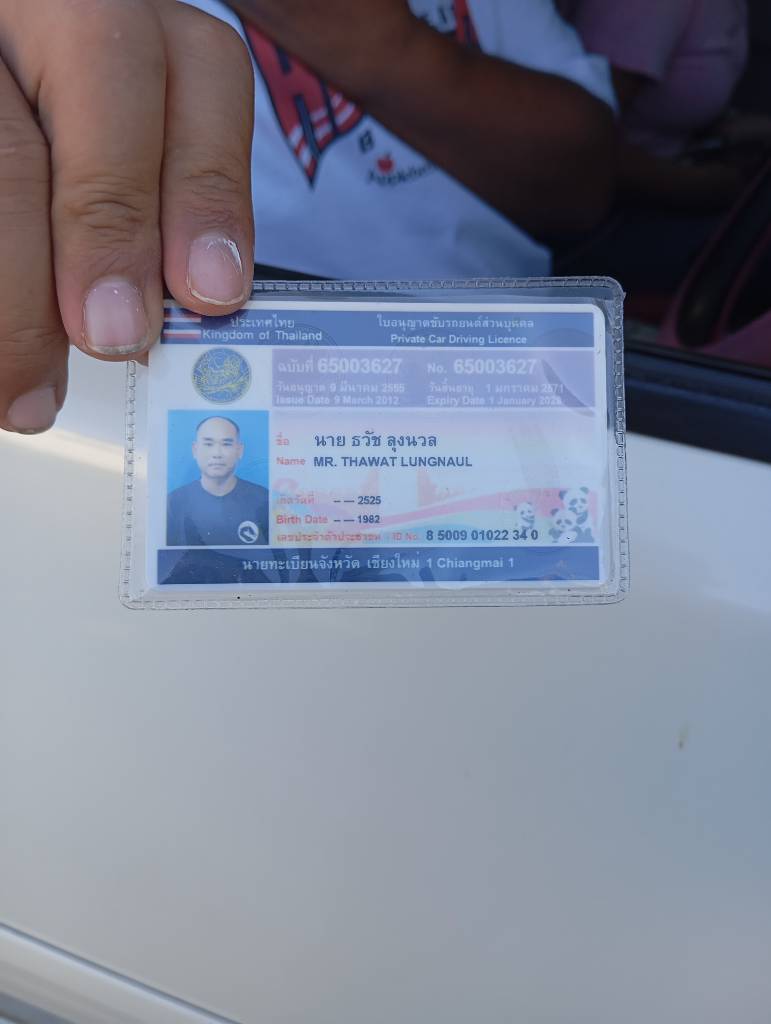 ประเทศไทย
Kingdom of Thailand
ใบอนุญาตขับรถยนต์ส่วนบุคคล
Private Car Driving Licence
ฉบับที่ 65003627 No. 65003627
วันอนุญาต 9 มีนาคม 2555 วันสิ้นอายุ 1 มกราคม 2571
Issue Date 9 March 2012 Expiry Date 1 January 2028
ชื่อ นาย ธวัช ลุงนวล
Name MR. THAWAT LUNGNAUL
เกิดวันที่ -- -- 2525
Birth Date -- -- 1982
เลขประจำตัวประชาชน / ID No. 8 5009 01022 34 0
นายทะเบียนจังหวัด เชียงใหม่ 1 Chiangmai 1